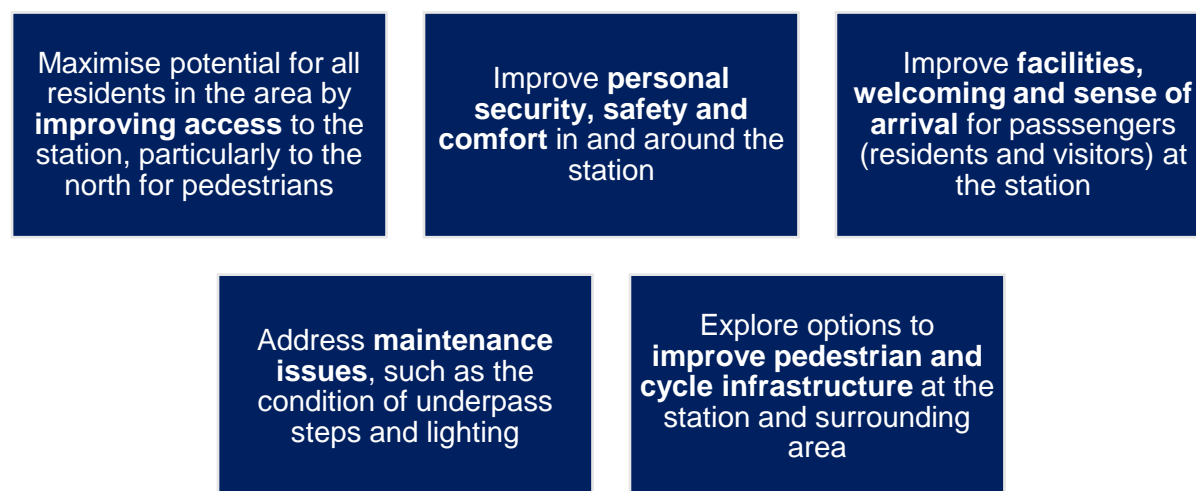 Maximise potential for all
residents in the area by
improving access to the
station, particularly to the
north for pedestrians
Improve personal
security, safety and
comfort in and around the
station
Improve facilities,
welcoming and sense of
arrival for passsengers
(residents and visitors) at
the station
Address maintenance
issues, such as the
condition of underpass
steps and lighting
Explore options to
improve pedestrian and
cycle infrastructure at the
station and surrounding
area